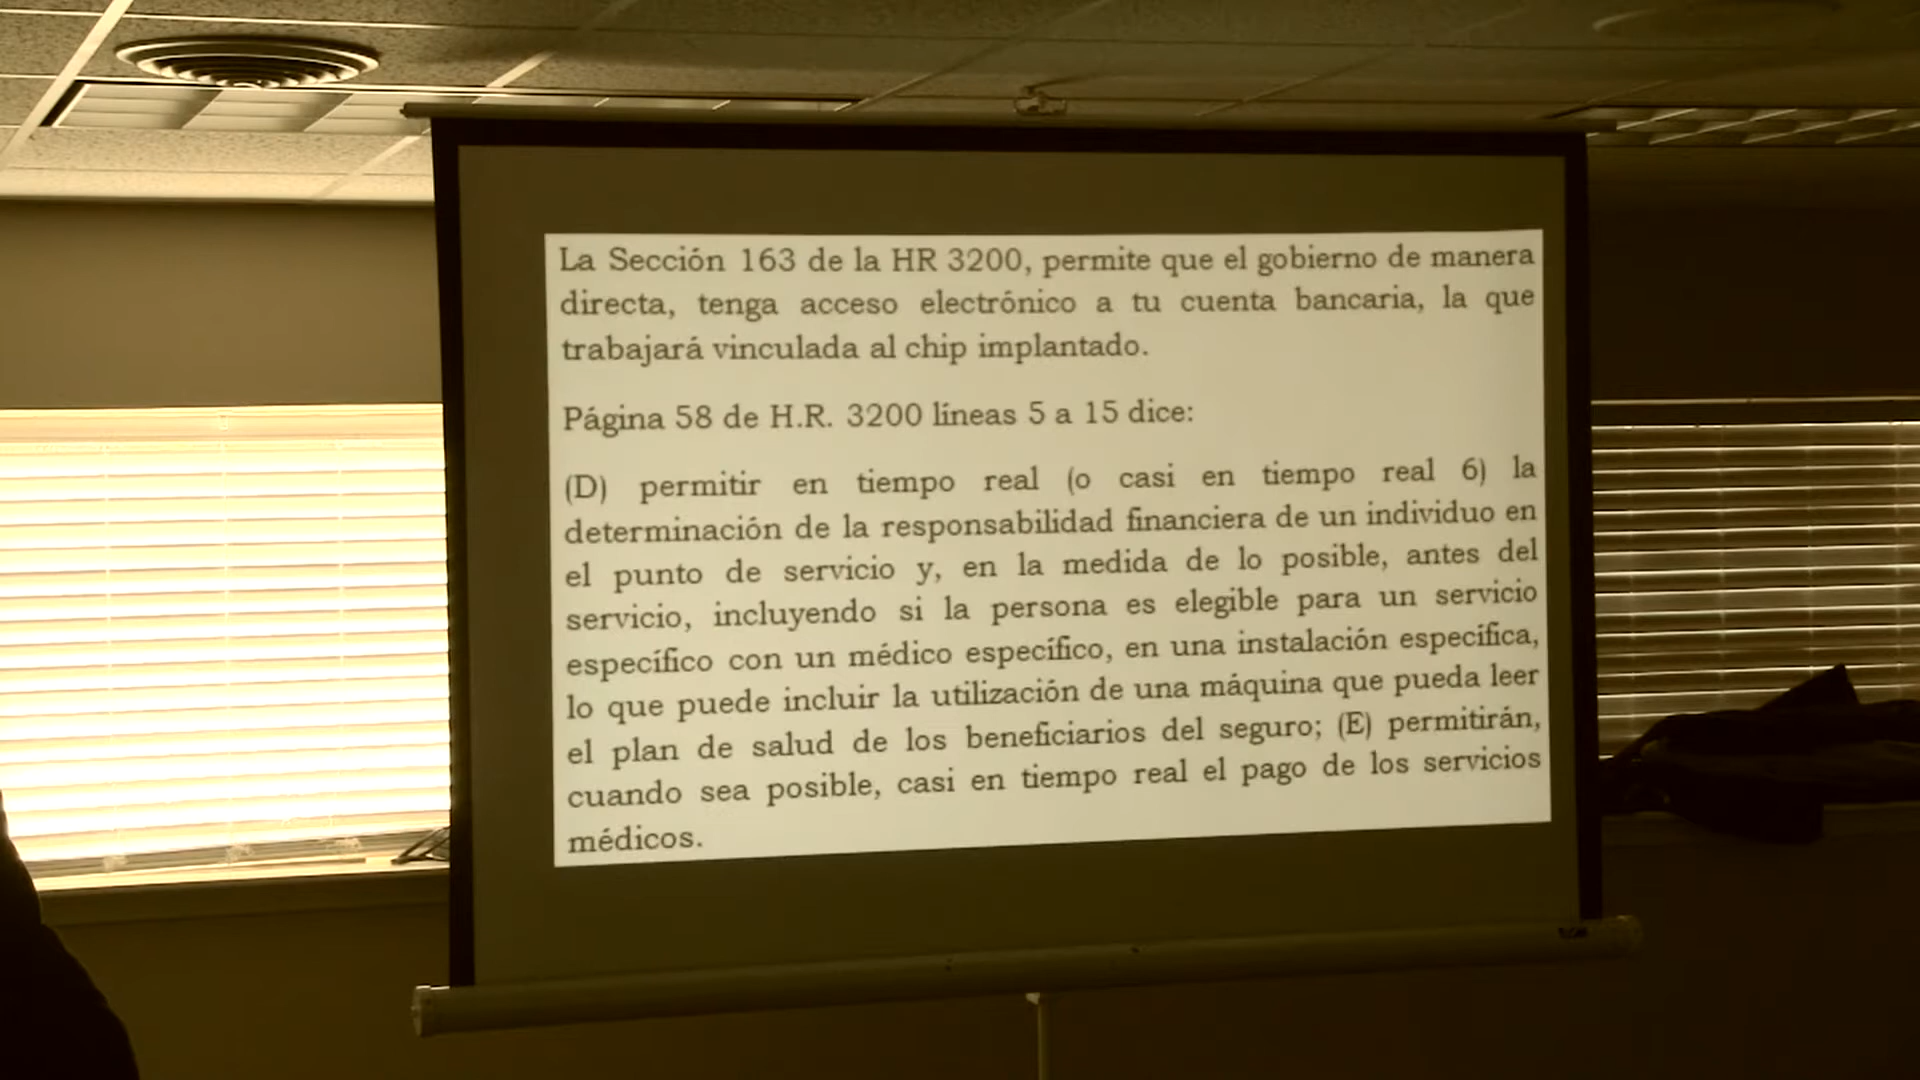 La Sección 163 de la HR 3200, permite que el gobierno de manera
directa, tenga acceso electrónico a tu cuenta bancaria, la que
trabajará vinculada al chip implantado.
Página 58 de H.R. 3200 líneas 5 a 15 dice:
(D) permitir en tiempo real (o casi en tiempo real 6) la
determinación de la responsabilidad financiera de un individuo en
el punto de servicio y, en la medida de lo posible, antes del
servicio, incluyendo si la persona es elegible para un servicio
específico con un médico específico, en una instalación específica,
lo que puede incluir la utilización de una máquina que pueda leer
el plan de salud de los beneficiarios del seguro; (E) permitirán,
cuando sea posible, casi en tiempo real el pago de los servicios
médicos.